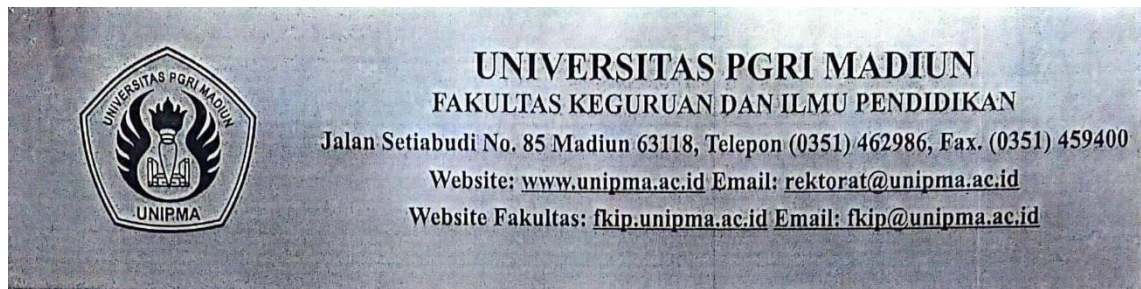 UNIVERSITAS PGRI MADIUN
UNIPMA
UNIVERSITAS PGRI MADIUN
FAKULTAS KEGURUAN DAN ILMU PENDIDIKAN
Jalan Setiabudi No. 85 Madiun 63118, Telepon (0351) 462986, Fax. (0351) 459400
Website: www.unipma.ac.id Email: rektorat@unipma.ac.id
Website Fakultas: fkip.unipma.ac.id Email: fkip@unipma.ac.id